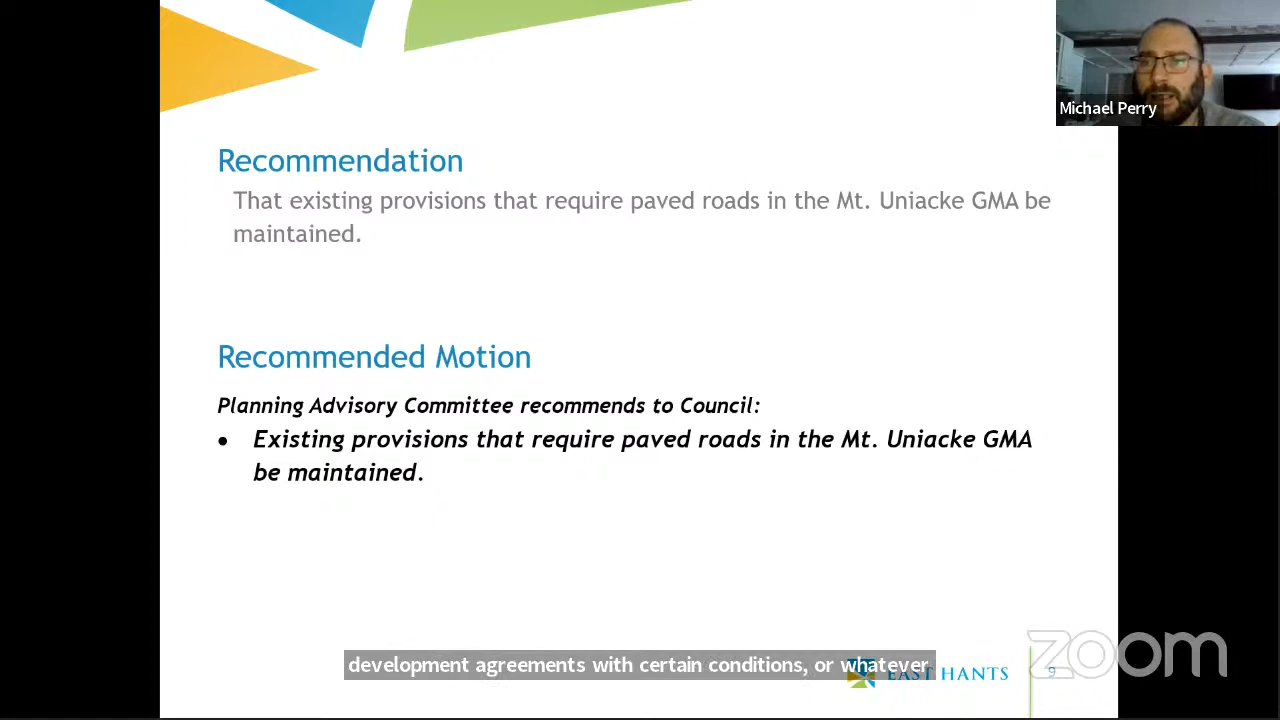 Michael Perry
Recommendation
That existing provisions that require paved roads in the Mt. Uniacke GMA be
maintained.
Recommended Motion
Planning Advisory Committee recommends to Council:
• Existing provisions that require paved roads in the Mt. Uniacke GMA
be maintained.
development agreements with certain conditions, or whatever
EAST HANTS
9
zoom